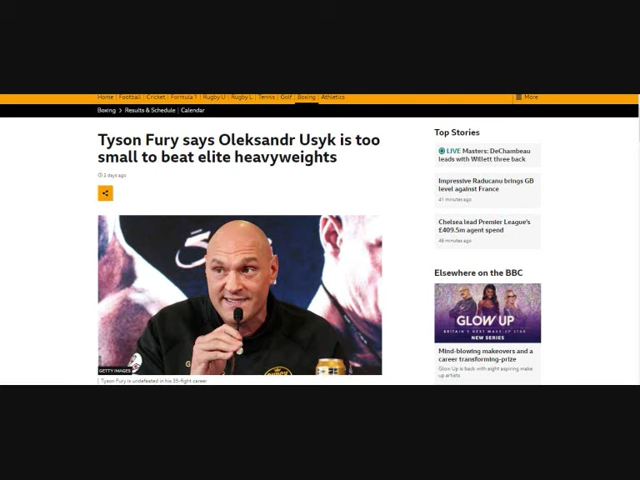 Home | Football | Cricket | Formula 1 | Rugby U | Rugby L | Tennis | Golf | Boxing | Athletics
More
Boxing > Results & Schedule | Calendar
Tyson Fury says Oleksandr Usyk is too
small to beat elite heavyweights
3 days ago
GETTY IMAGES
Tyson Fury is undefeated in his 35-fight career
Top Stories
LIVE Masters: DeChambeau
leads with Willett three back
Impressive Raducanu brings GB
level against France
41 minutes ago
Chelsea lead Premier League's
£409.5m agent spend
46 minutes ago
Elsewhere on the BBC
GLOW UP
BRITAIN'S NEXT MAKE-UP STAR
NEW SERIES
Mind-blowing makeovers and a
career transforming-prize
Glow Up is back with eight aspiring make
up artists